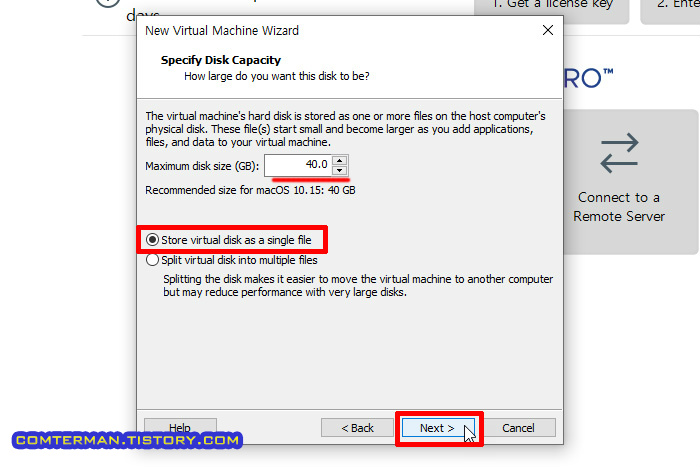 days.
1. Get a license key
2. Ente
New Virtual Machine Wizard
Specify Disk Capacity
How large do you want this disk to be?
RO™
The virtual machine's hard disk is stored as one or more files on the host computer's
physical disk. These file(s) start small and become larger as you add applications,
files, and data to your virtual machine.
Maximum disk size (GB): 40.0
Recommended size for macOS 10.15: 40 GB
Connect to a
Remote Server
Store virtual disk as a single file
Split virtual disk into multiple files
Splitting the disk makes it easier to move the virtual machine to another computer
but may reduce performance with very large disks.
Help
< Back
Next >
Cancel
COMTERMAN.TISTORY.COM